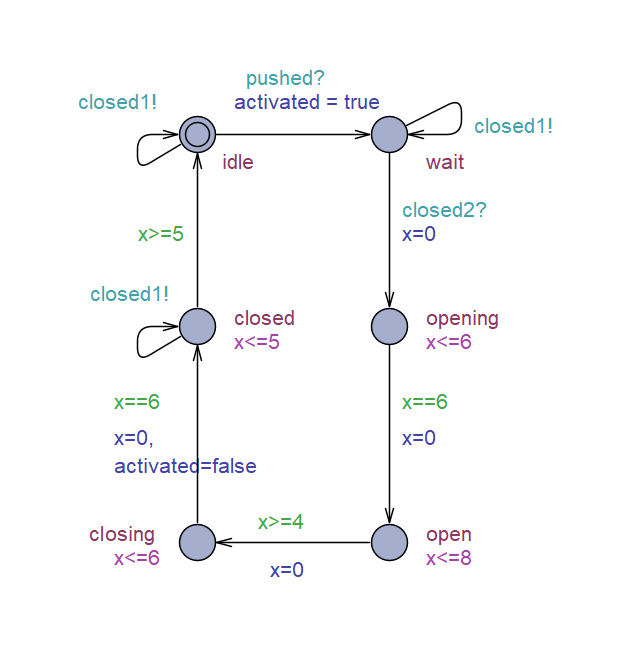 pushed?
closed1!
activated = true
closed1!
idle
wait
closed2?
x>=5
x=0
closed1!
closed
opening
x<=5
x<=6
x==6
x==6
x=0,
x=0
activated=false
x>=4
closing
open
x<=6
x<=8
x=0